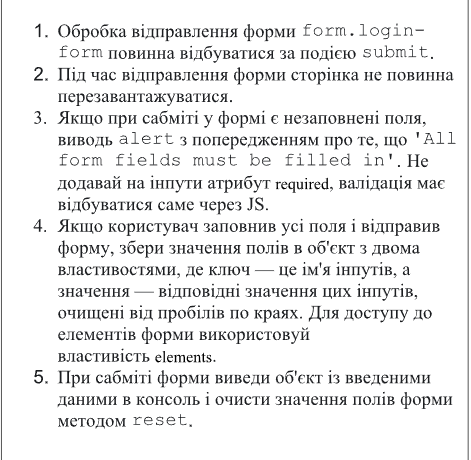 1. Обробка відправлення форми form.login-
form повинна відбуватися за подією submit.
2. Під час відправлення форми сторінка не повинна
перезавантажуватися.
3. Якщо при сабміті у формі є незаповнені поля,
виводь alert з попередженням про те, що 'All
form fields must be filled in'. Не
додавай на інпути атрибут required, валідація має
відбуватися саме через JS.
4. Якщо користувач заповнив усі поля і відправив
форму, збери значення полів в об'єкт з двома
властивостями, де ключ — це ім'я інпутів, а
значення — відповідні значення цих інпутів,
очищені від пробілів по краях. Для доступу до
елементів форми використовуй
властивість elements.
5. При сабміті форми виведи об'єкт із введеними
даними в консоль і очисти значення полів форми
методом reset.